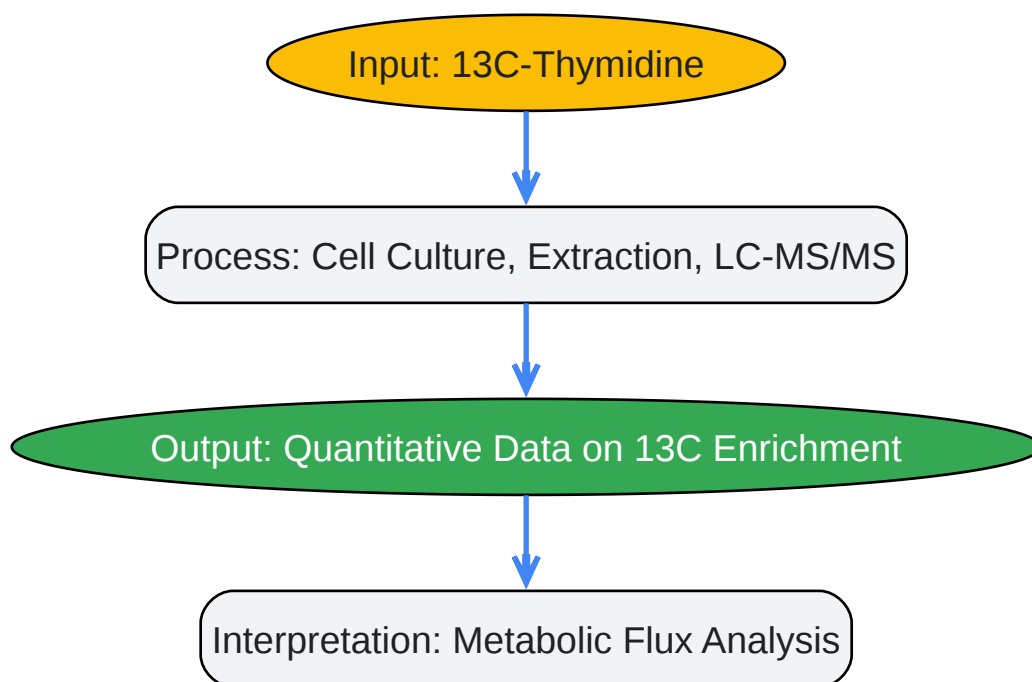 Input: 13C-Thymidine
Process: Cell Culture, Extraction, LC-MS/MS
Output: Quantitative Data on 13C Enrichment
Interpretation: Metabolic Flux Analysis